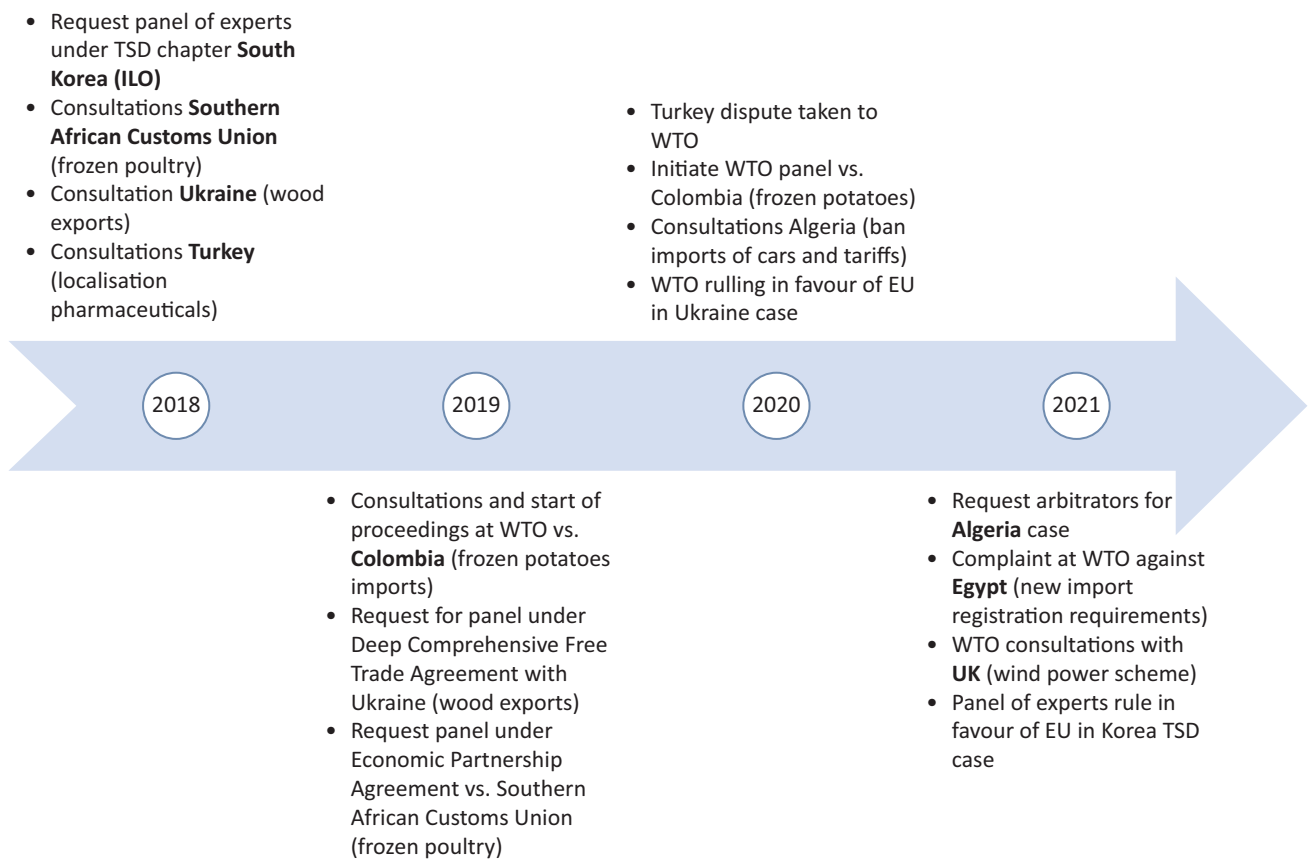 • Request panel of experts
under TSD chapter South
Korea (ILO)
• Consultations Southern
African Customs Union
(frozen poultry)
• Consultation Ukraine (wood
exports)
• Consultations Turkey
(localisation
pharmaceuticals)
• Turkey dispute taken to
WTO
• Initiate WTO panel vs.
Colombia (frozen potatoes)
• Consultations Algeria (ban
imports of cars and tariffs)
• WTO rulling in favour of EU
in Ukraine case
2018
2019
2020
2021
• Consultations and start of
proceedings at WTO vs.
Colombia (frozen potatoes
imports)
• Request for panel under
Deep Comprehensive Free
Trade Agreement with
Ukraine (wood exports)
• Request panel under
Economic Partnership
Agreement vs. Southern
African Customs Union
(frozen poultry)
• Request arbitrators for
Algeria case
• Complaint at WTO against
Egypt (new import
registration requirements)
• WTO consultations with
UK (wind power scheme)
• Panel of experts rule in
favour of EU in Korea TSD
case